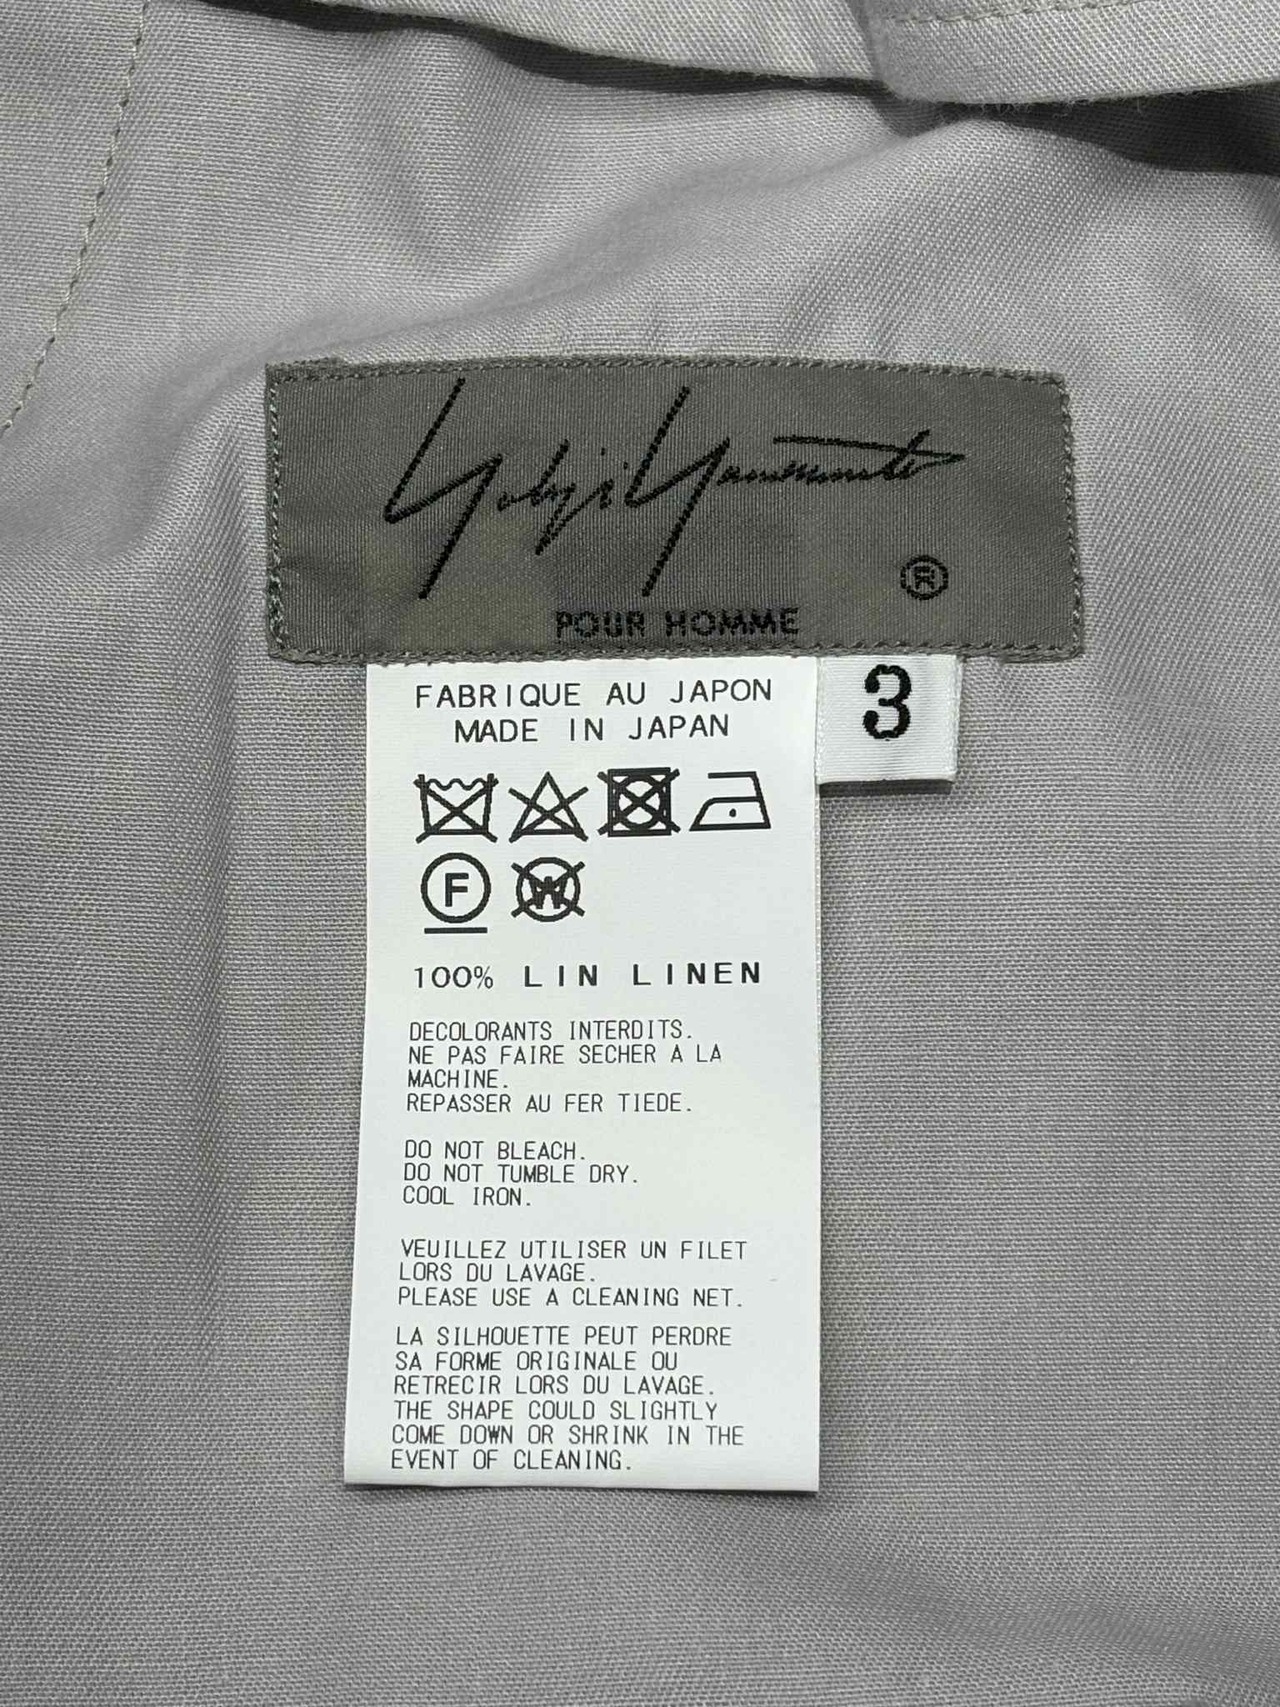 Yohji Yamamoto
®
POUR HOMME
3
FABRIQUE AU JAPON
MADE IN JAPAN
F
W
100% LIN LINEN
DECOLORANTS INTERDITS.
NE PAS FAIRE SECHER A LA
MACHINE.
REPASSER AU FER TIEDE.
DO NOT BLEACH.
DO NOT TUMBLE DRY.
COOL IRON.
VEUILLEZ UTILISER UN FILET
LORS DU LAVAGE.
PLEASE USE A CLEANING NET.
LA SILHOUETTE PEUT PERDRE
SA FORME ORIGINALE OU
RETRECIR LORS DU LAVAGE.
THE SHAPE COULD SLIGHTLY
COME DOWN OR SHRINK IN THE
EVENT OF CLEANING.